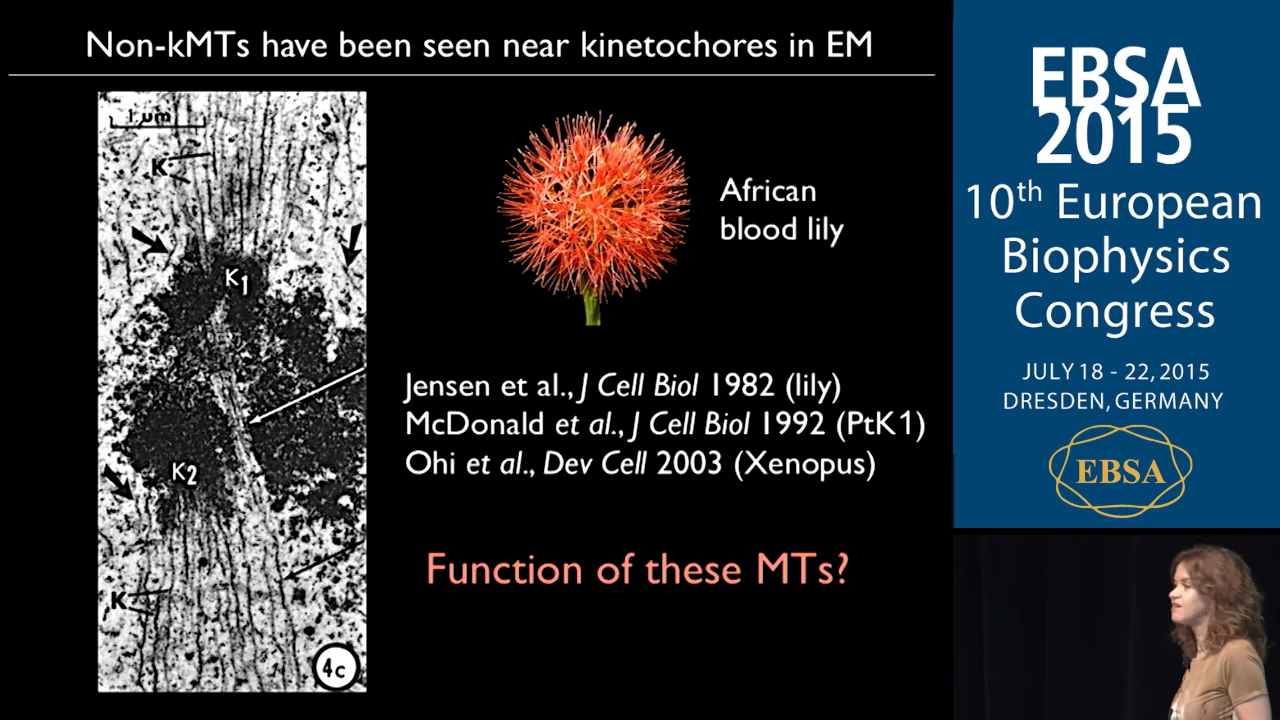 Non-kMTs have been seen near kinetochores in EM
1 µm
K
K1
K2
K
4c
African
blood lily
Jensen et al., J Cell Biol 1982 (lily)
McDonald et al., J Cell Biol 1992 (PtK1)
Ohi et al., Dev Cell 2003 (Xenopus)
Function of these MTs?
EBSA
2015
10th European
Biophysics
Congress
JULY 18 - 22, 2015
DRESDEN, GERMANY
EBSA